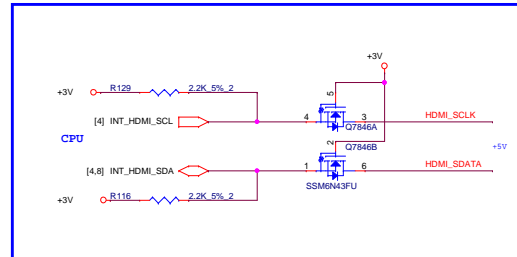 +3V
R129 2.2K_5%_2
+3V
5
[4] INT_HDMI_SCL
4 3 HDMI_SCLK
Q7846A
CPU
2 Q7846B
+5V
[4,8] INT_HDMI_SDA
1 6 HDMI_SDATA
SSM6N43FU
R116 2.2K_5%_2
+3V